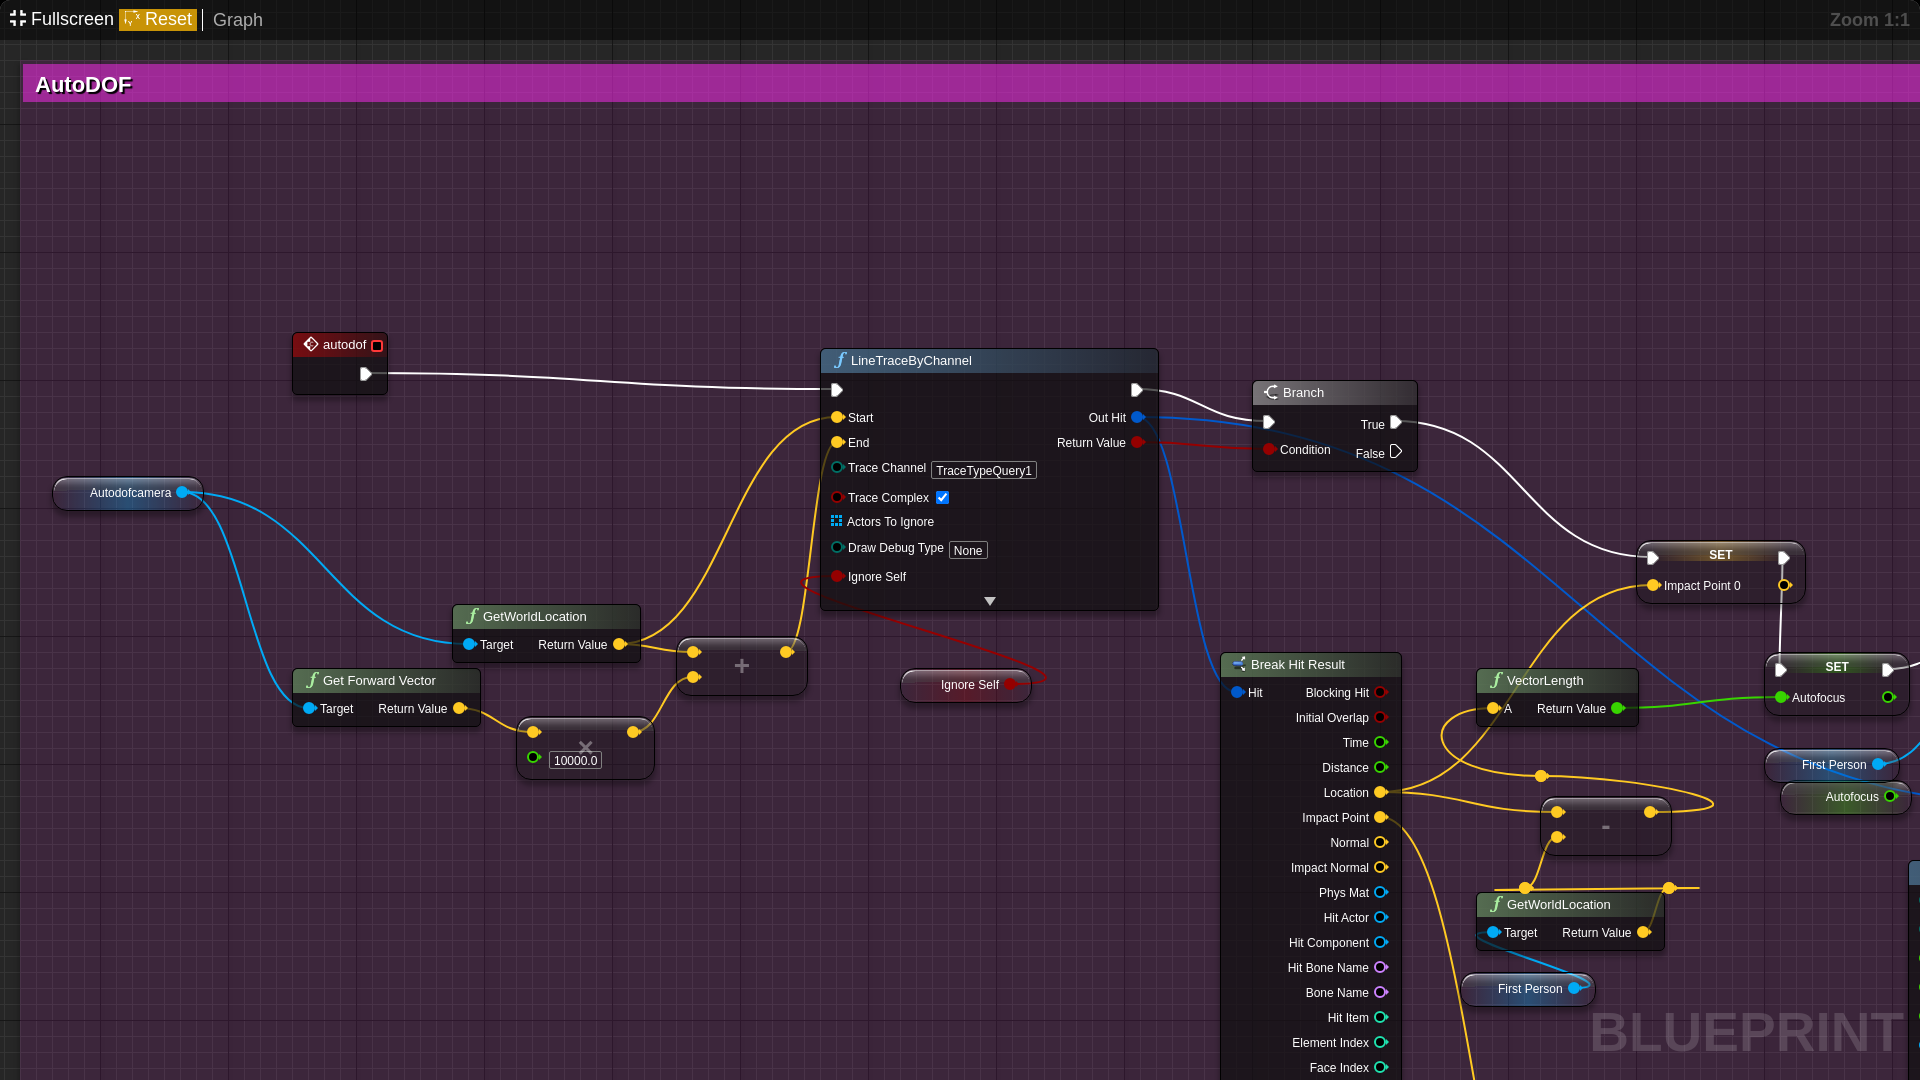 Fullscreen Reset Graph Zoom 1:1
AutoDOF
autodof
LineTraceByChannel
Start Out Hit
End Return Value
Trace Channel TraceTypeQuery1
Trace Complex
Actors To Ignore
Draw Debug Type None
Ignore Self
Branch
True
Condition False
Autodofcamera
GetWorldLocation
Target Return Value
Get Forward Vector
Target Return Value
+
×
10000.0
Ignore Self
SET
Impact Point 0
SET
Autofocus
First Person
Autofocus
VectorLength
A Return Value
-
GetWorldLocation
Target Return Value
First Person
Break Hit Result
Hit Blocking Hit
Initial Overlap
Time
Distance
Location
Impact Point
Normal
Impact Normal
Phys Mat
Hit Actor
Hit Component
Hit Bone Name
Bone Name
Hit Item
Element Index
Face Index
BLUEPRINT